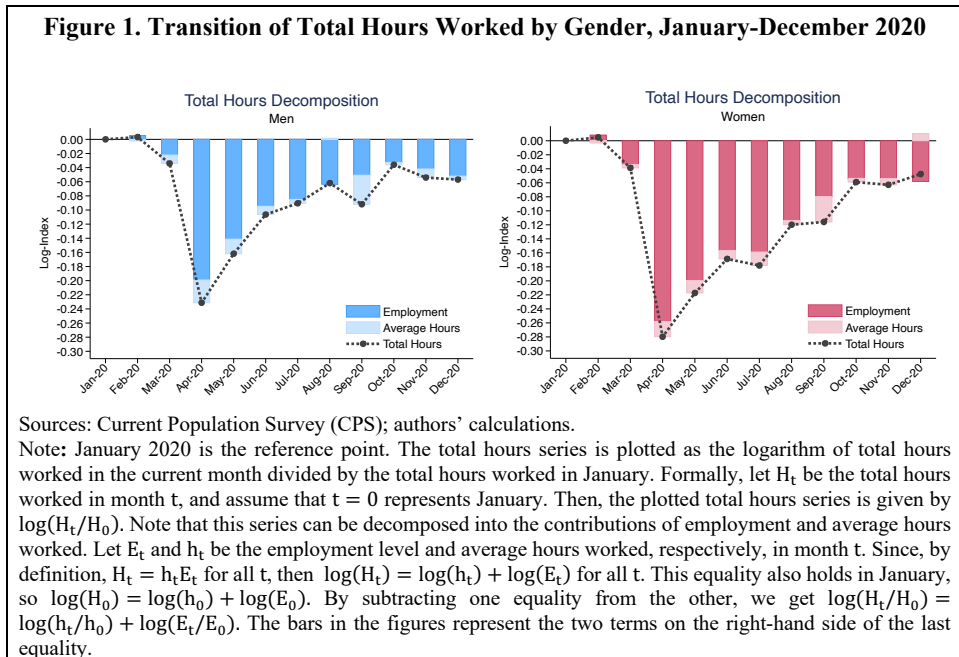 Figure 1. Transition of Total Hours Worked by Gender, January-December 2020
Total Hours Decomposition
Men
Log-Index
0.00
-0.02
-0.04
-0.06
-0.08
-0.10
-0.12
-0.14
-0.16
-0.18
-0.20
-0.22
-0.24
-0.26
-0.28
-0.30
Employment
Average Hours
Total Hours
Jan-20
Feb-20
Mar-20
Apr-20
May-20
Jun-20
Jul-20
Aug-20
Sep-20
Oct-20
Nov-20
Dec-20
Total Hours Decomposition
Women
Log-Index
0.00
-0.02
-0.04
-0.06
-0.08
-0.10
-0.12
-0.14
-0.16
-0.18
-0.20
-0.22
-0.24
-0.26
-0.28
-0.30
Employment
Average Hours
Total Hours
Jan-20
Feb-20
Mar-20
Apr-20
May-20
Jun-20
Jul-20
Aug-20
Sep-20
Oct-20
Nov-20
Dec-20
Sources: Current Population Survey (CPS); authors' calculations.
Note: January 2020 is the reference point. The total hours series is plotted as the logarithm of total hours
worked in the current month divided by the total hours worked in January. Formally, let Hₜ be the total hours
worked in month t, and assume that t = 0 represents January. Then, the plotted total hours series is given by
log(Hₜ/H₀). Note that this series can be decomposed into the contributions of employment and average hours
worked. Let Eₜ and hₜ be the employment level and average hours worked, respectively, in month t. Since, by
definition, Hₜ = hₜEₜ for all t, then log(Hₜ) = log(hₜ) + log(Eₜ) for all t. This equality also holds in January,
so log(H₀) = log(h₀) + log(E₀). By subtracting one equality from the other, we get log(Hₜ/H₀) =
log(hₜ/h₀) + log(Eₜ/E₀). The bars in the figures represent the two terms on the right-hand side of the last
equality.